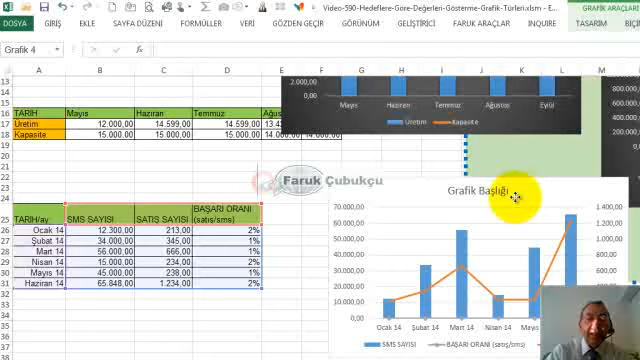 Video-590-Hedeflere-Göre-Değerleri-Gösterme-Grafik-Türleri.xlsm - E...
GRAFİK ARAÇLARI
DOSYA GİRİŞ EKLE SAYFA DÜZENİ FORMÜLLER VERİ GÖZDEN GEÇİR GÖRÜNÜM GELİŞTİRİCİ INQUIRE TASARIM BİÇİM
Grafik 4
A B C D E F G H I J K L M
13
14
15
16 TARİH Mayıs Haziran Temmuz
17 Üretim 12.000,00 14.599,00 14.599,00
18 Kapasite 15.000,00 15.000,00 15.000,00
19
20
21
22
23
24
25 TARİH/ay SMS SAYISI SATIŞ SAYISI BAŞARI ORANI (satış/sms)
26 Ocak 14 12.300,00 213,00 2%
27 Şubat 14 34.000,00 345,00 1%
28 Mart 14 56.000,00 666,00 1%
29 Nisan 14 15.000,00 234,00 2%
30 Mayıs 14 45.000,00 238,00 1%
31 Haziran 14 65.848,00 1.234,00 2%
32
33
34
35
36
2.000,00
0,00
Mayıs Haziran Temmuz Ağustos Eylül
Üretim Kapasite
800.000,00
600.000,00
400.000,00
200.000,00
0,00
Faruk Çubukçu
Grafik Başlığı
70.000,00
60.000,00
50.000,00
40.000,00
30.000,00
20.000,00
10.000,00
0,00
1.400,00
1.200,00
1.000,00
800,00
600,00
Ocak 14 Şubat 14 Mart 14 Nisan 14 Mayıs
SMS SAYISI BAŞARI ORANI (satış/sms)